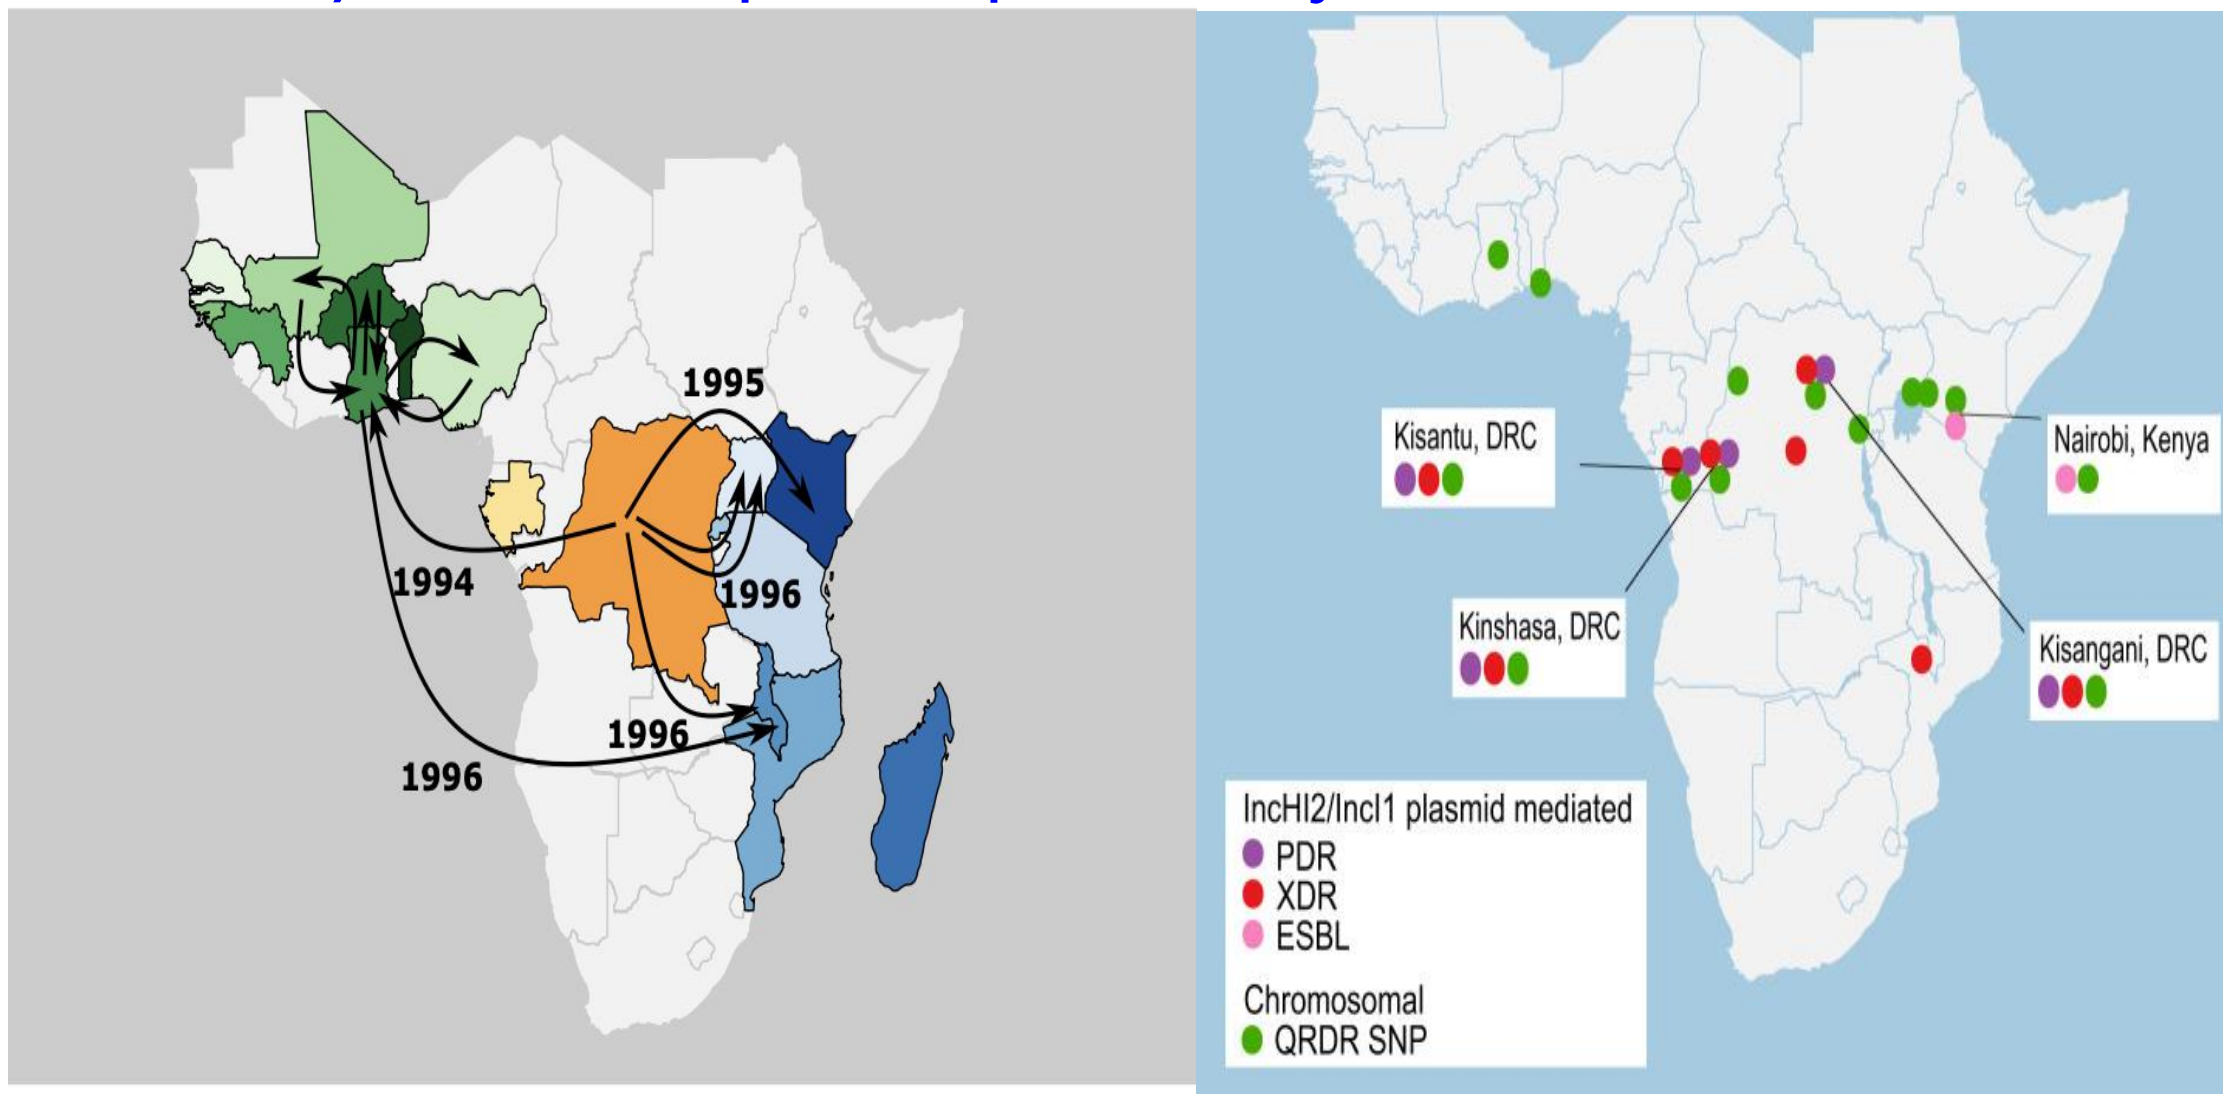 1995
1994
1996
1996
1996
Kisantu, DRC
Nairobi, Kenya
Kinshasa, DRC
Kisangani, DRC
IncHI2/IncI1 plasmid mediated
PDR
XDR
ESBL
Chromosomal
QRDR SNP